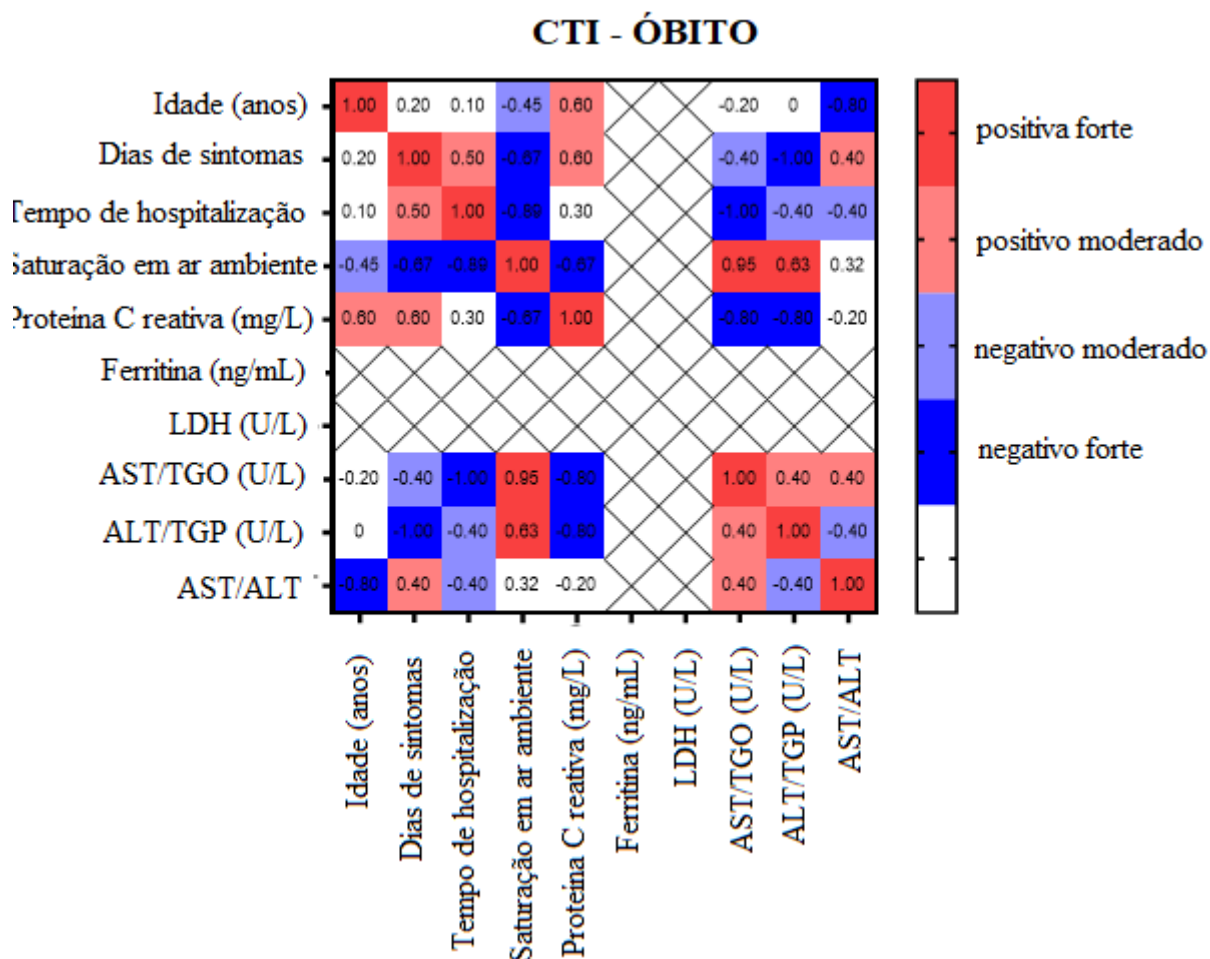 CTI - ÓBITO
Idade (anos) 1.00 0.20 0.10 -0.45 0.60 -0.20 0 -0.80
Dias de sintomas 0.20 1.00 0.50 -0.67 0.60 -0.40 -1.00 0.40
Tempo de hospitalização 0.10 0.50 1.00 -0.89 0.30 -1.00 -0.40 -0.40
Saturação em ar ambiente -0.45 -0.67 -0.89 1.00 -0.67 0.95 0.63 0.32
Proteina C reativa (mg/L) 0.60 0.60 0.30 -0.67 1.00 -0.80 -0.80 -0.20
Ferritina (ng/mL)
LDH (U/L)
AST/TGO (U/L) -0.20 -0.40 -1.00 0.95 -0.80 1.00 0.40 0.40
ALT/TGP (U/L) 0 -1.00 -0.40 0.63 -0.80 0.40 1.00 -0.40
AST/ALT -0.80 0.40 -0.40 0.32 -0.20 0.40 -0.40 1.00
Idade (anos)
Dias de sintomas
Tempo de hospitalização
Saturação em ar ambiente
Proteina C reativa (mg/L)
Ferritina (ng/mL)
LDH (U/L)
AST/TGO (U/L)
ALT/TGP (U/L)
AST/ALT
positiva forte
positivo moderado
negativo moderado
negativo forte